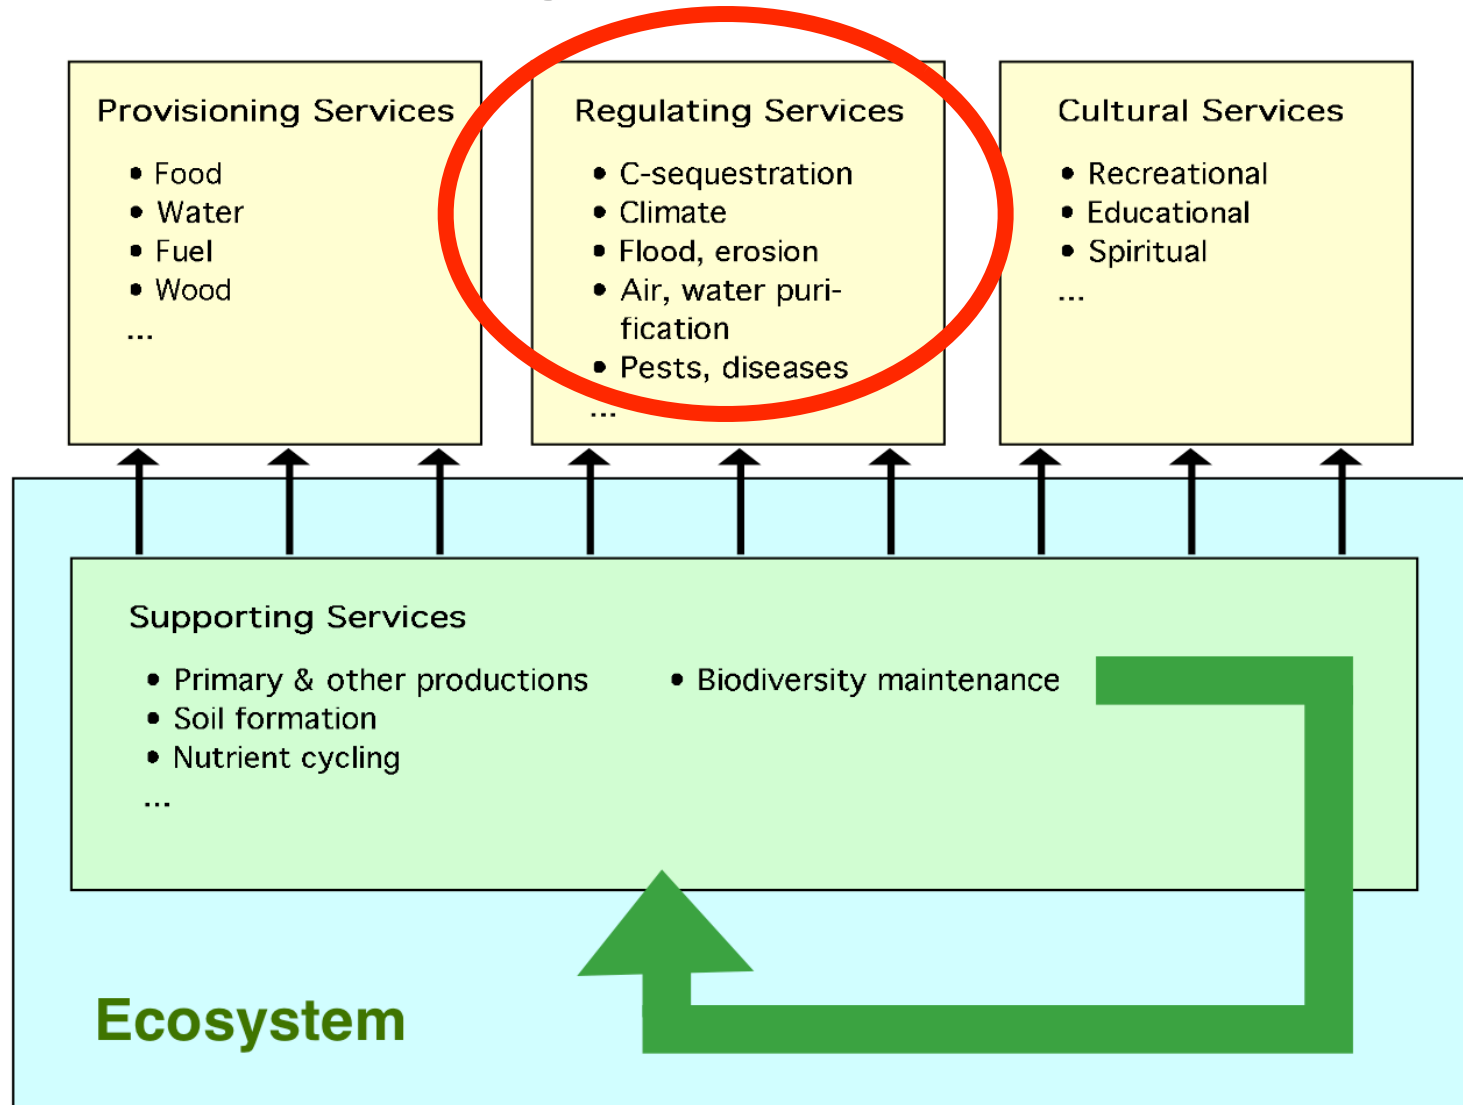 Provisioning Services
• Food
• Water
• Fuel
• Wood
...
Regulating Services
• C-sequestration
• Climate
• Flood, erosion
• Air, water puri-
fication
• Pests, diseases
...
Cultural Services
• Recreational
• Educational
• Spiritual
...
Supporting Services
• Primary & other productions
• Soil formation
• Nutrient cycling
...
• Biodiversity maintenance
Ecosystem